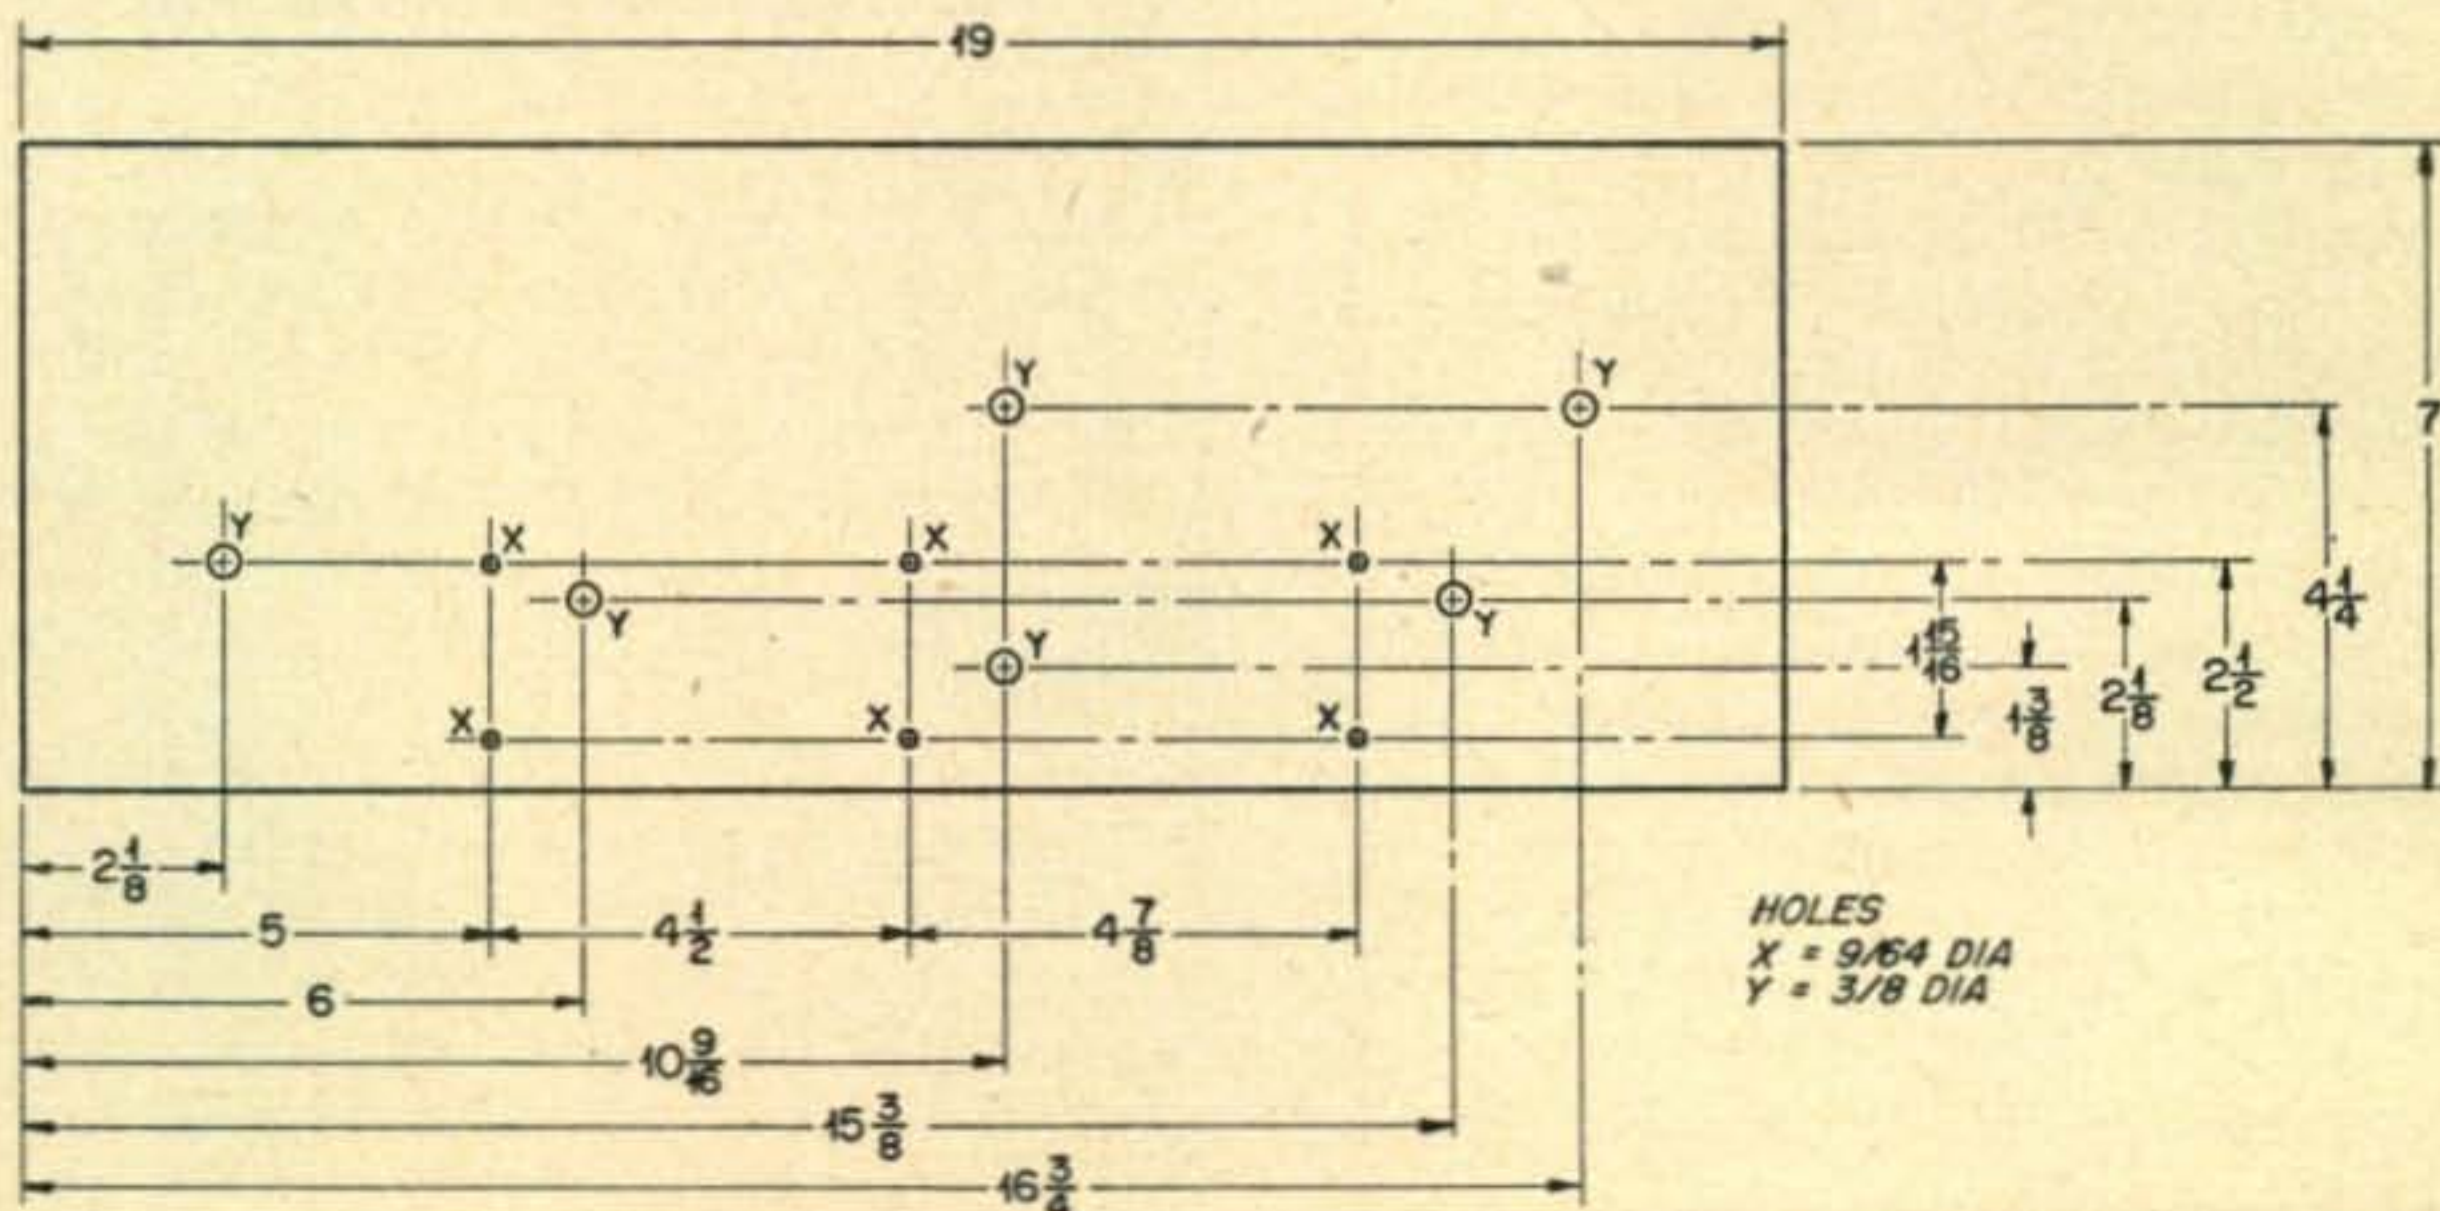 19
7
Y
Y
4 1/4
Y
X
X
X
Y
Y
1 15/16
2 1/2
Y
2 1/8
1 3/8
X
X
X
2 1/8
5
4 1/2
4 7/8
HOLES
X = 9/64 DIA
Y = 3/8 DIA
6
10 9/16
15 3/8
16 3/4